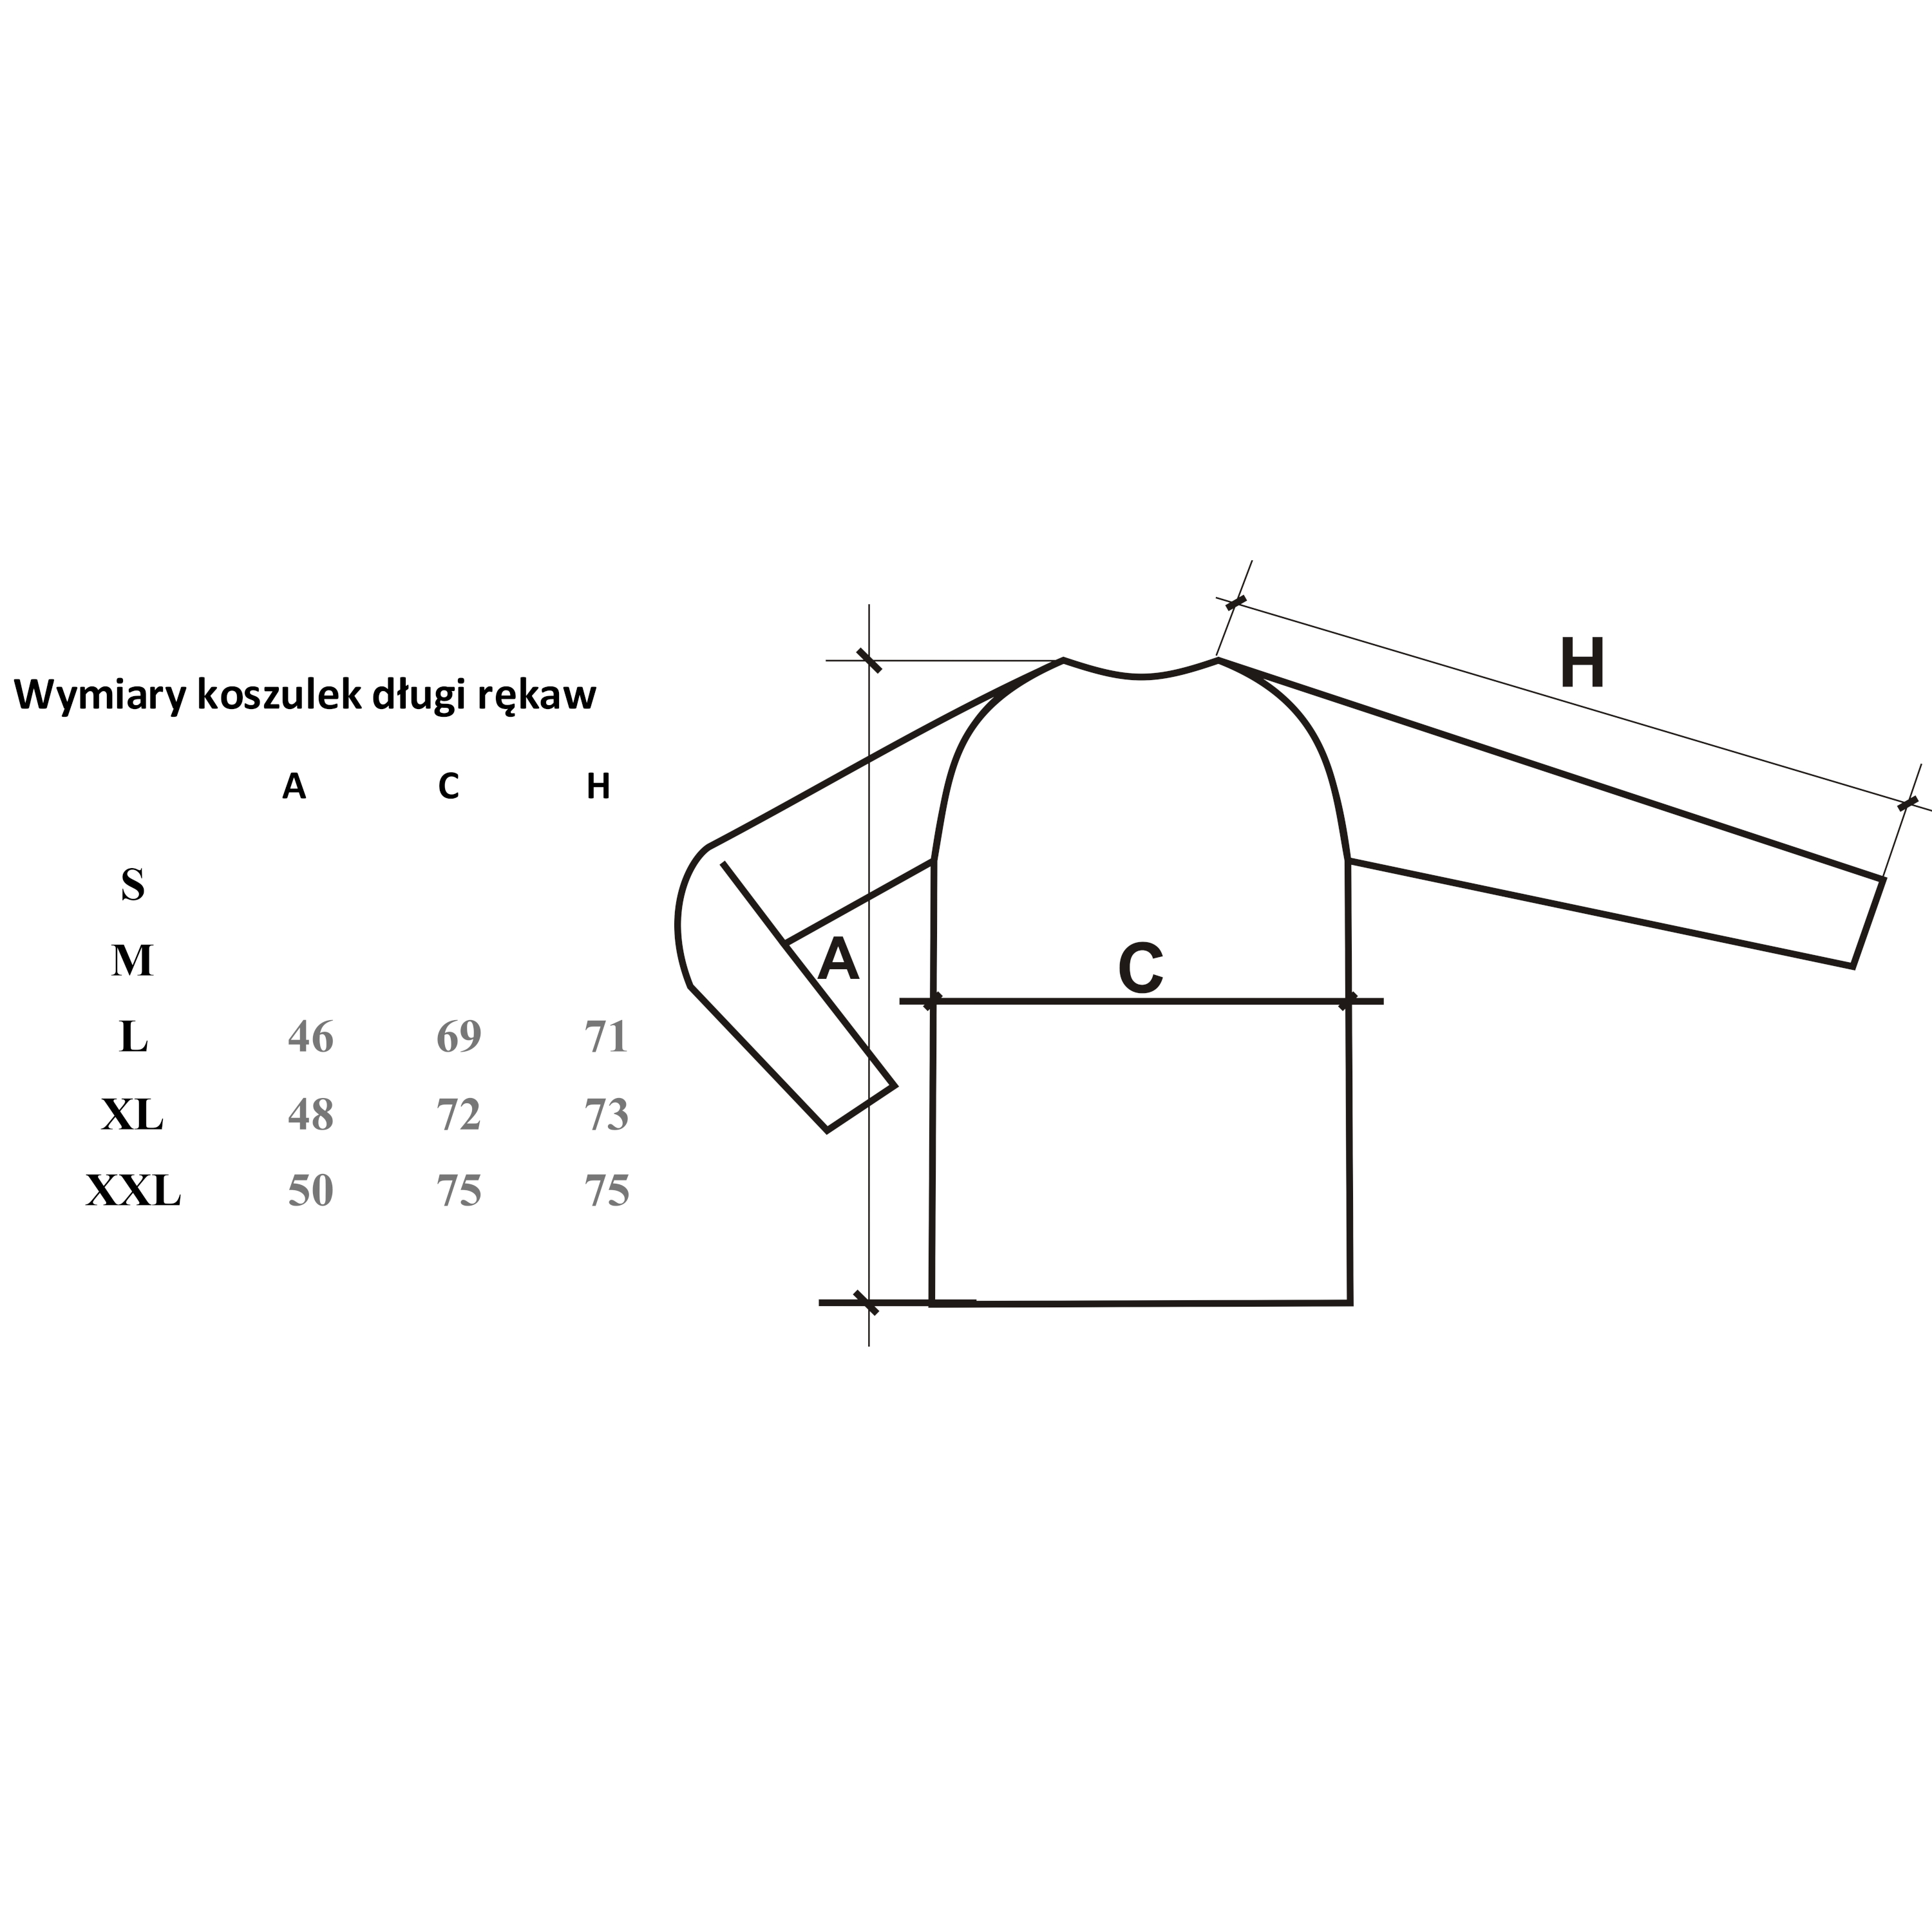 Wymiary koszulek długi rękaw
A C H
S
M
L 46 69 71
XL 48 72 73
XXL 50 75 75
H
A
C